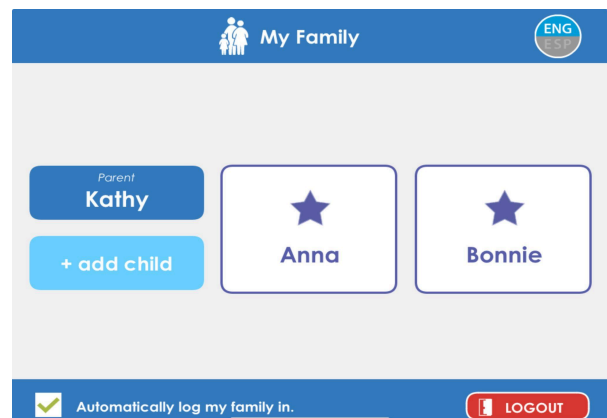 My Family
ENG
ESP
Parent
Kathy
+ add child
Anna
Bonnie
Automatically log my family in.
LOGOUT